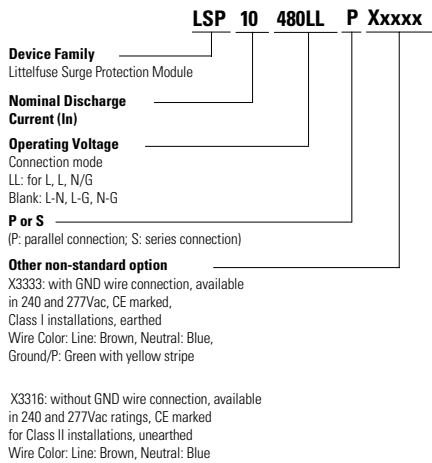 LSP 10 480LL P Xxxxx
Device Family
Littelfuse Surge Protection Module
Nominal Discharge
Current (In)
Operating Voltage
Connection mode
LL: for L, L, N/G
Blank: L-N, L-G, N-G
P or S
(P: parallel connection; S: series connection)
Other non-standard option
X3333: with GND wire connection, available
in 240 and 277Vac, CE marked,
Class I installations, earthed
Wire Color: Line: Brown, Neutral: Blue,
Ground/P: Green with yellow stripe
X3316: without GND wire connection, available
in 240 and 277Vac ratings, CE marked
for Class II installations, unearthed
Wire Color: Line: Brown, Neutral: Blue